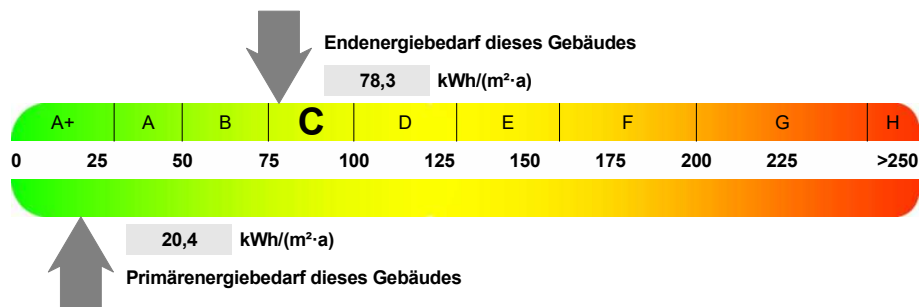 Endenergiebedarf dieses Gebäudes
78,3 kWh/(m²·a)
A+ A B C D E F G H
0 25 50 75 100 125 150 175 200 225 >250
20,4 kWh/(m²·a)
Primärenergiebedarf dieses Gebäudes